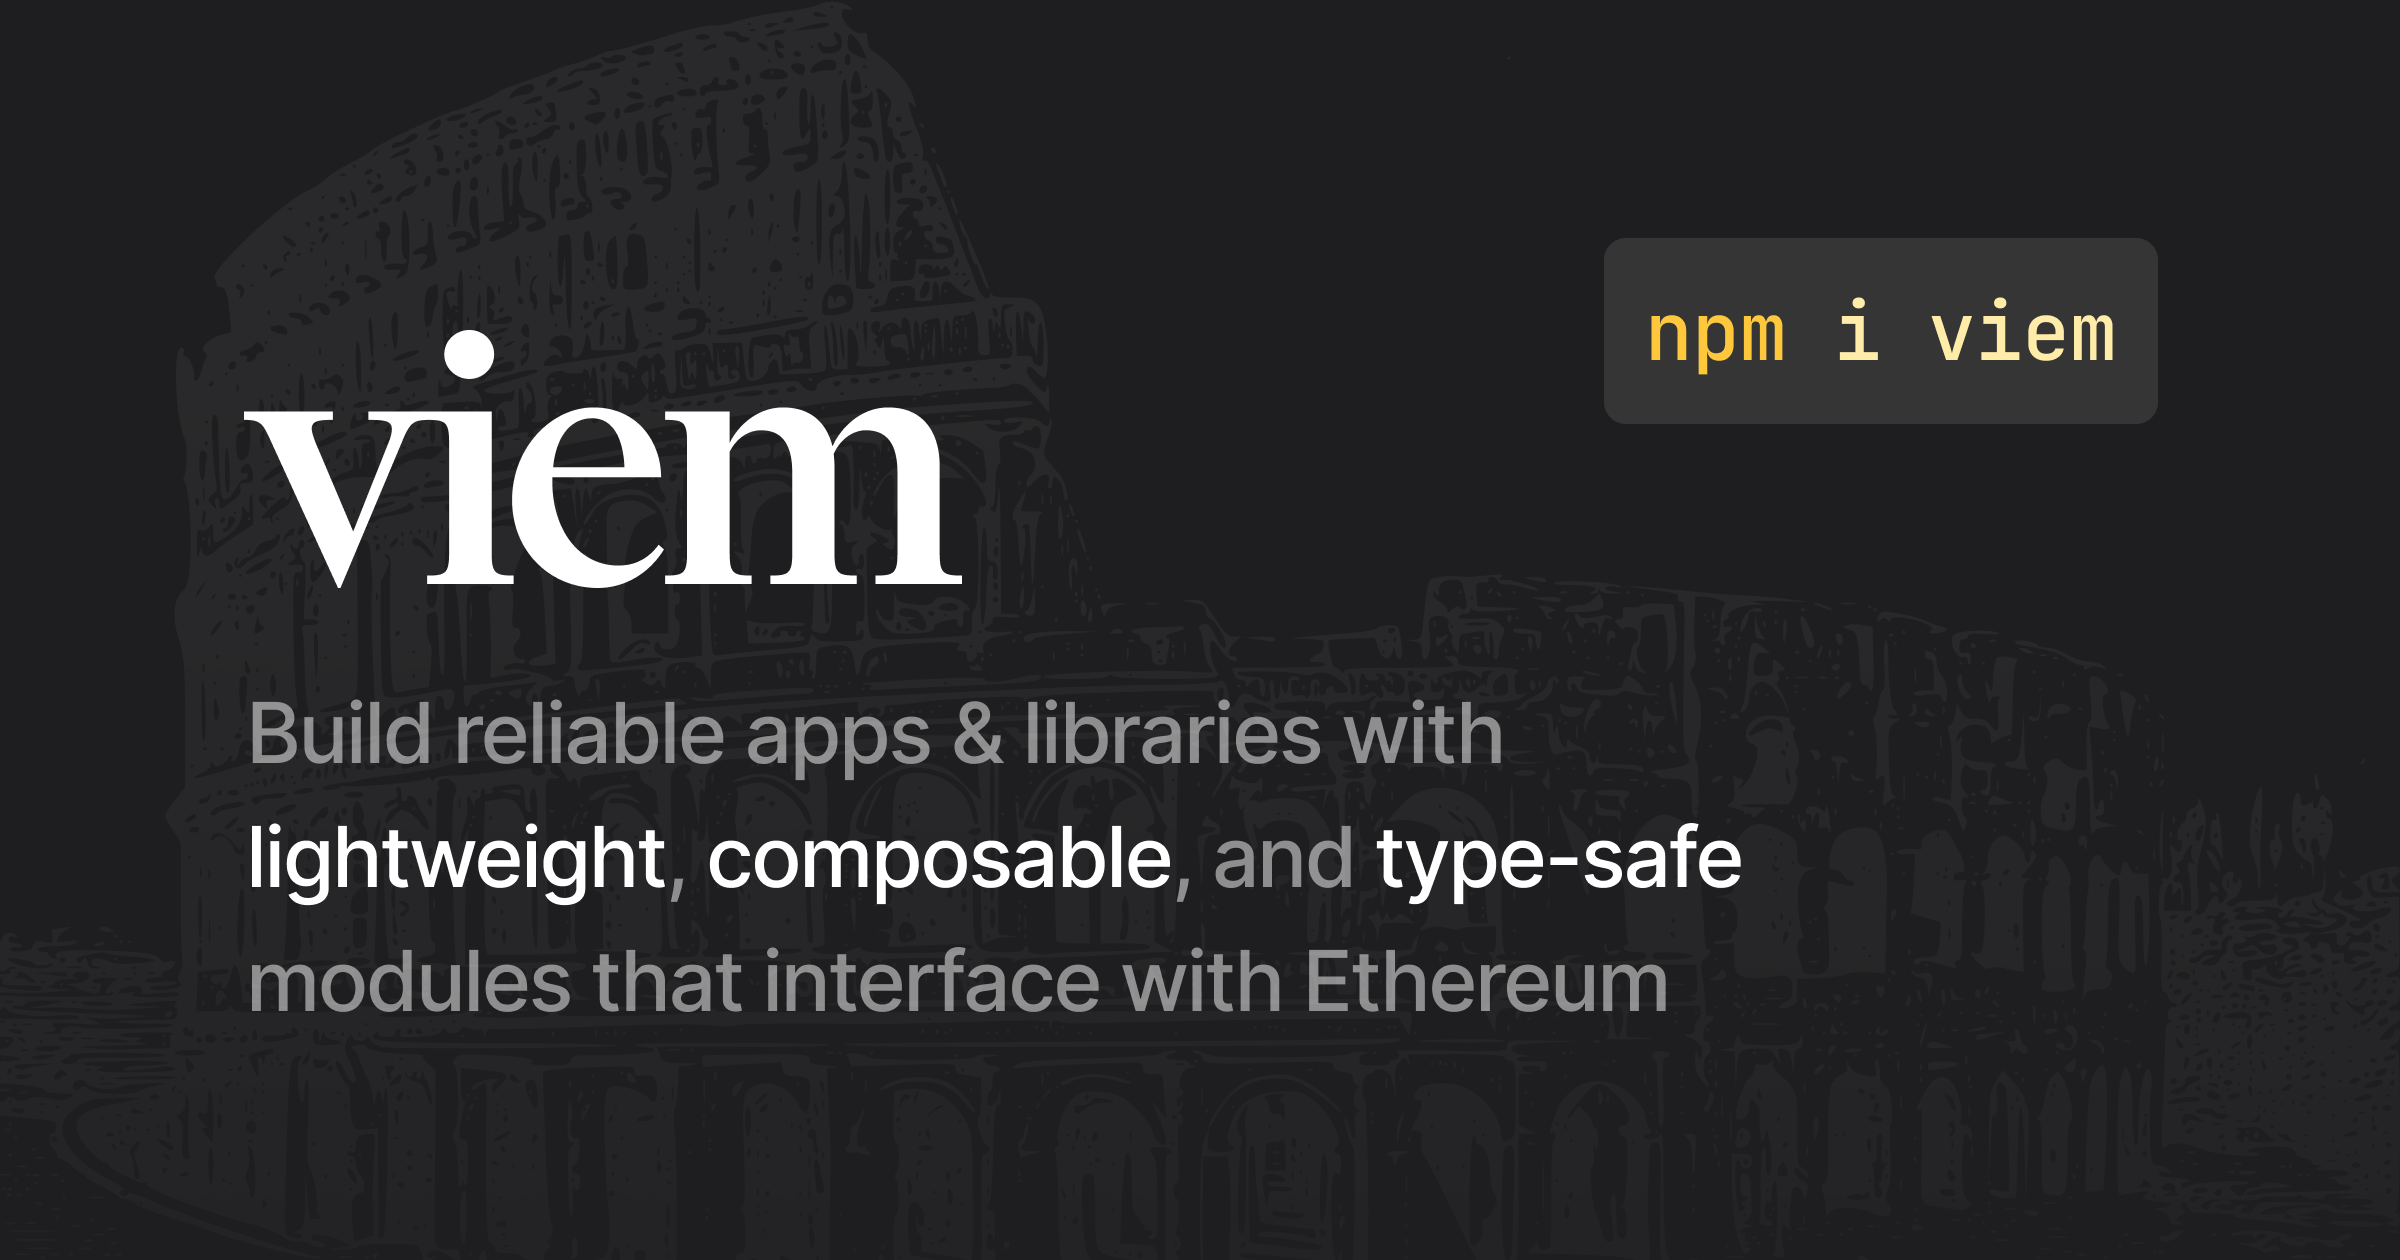 viem
npm i viem
Build reliable apps & libraries with
lightweight, composable, and type-safe
modules that interface with Ethereum